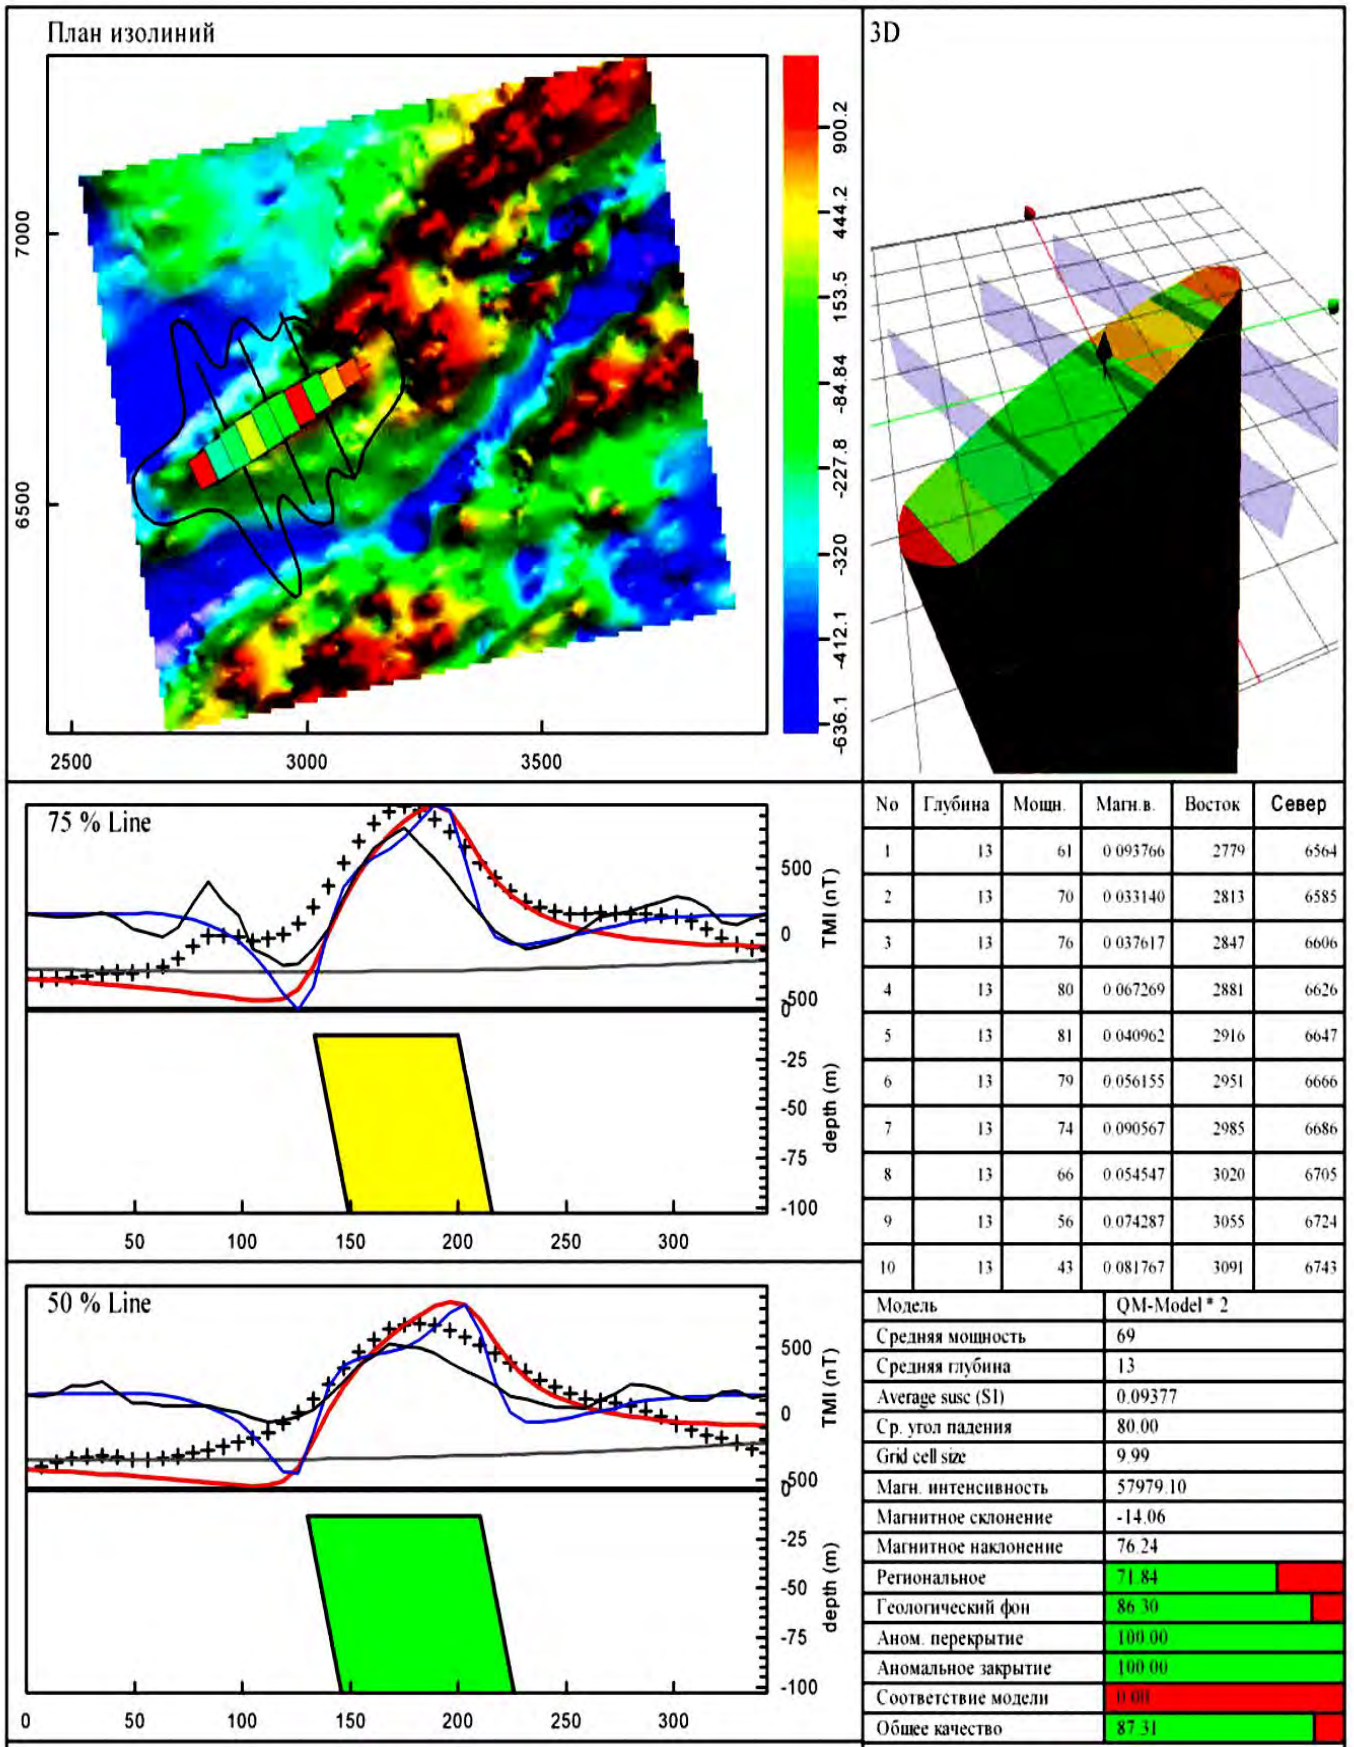 План изолиний
7000
6500
2500 3000 3500
900.2
444.2
153.5
-84.84
-227.8
-320
-412.1
-636.1
3D
75 % Line
500
0
-500
TMI (nT)
0
-25
-50
-75
-100
depth (m)
50 100 150 200 250 300
50 % Line
500
0
-500
TMI (nT)
0
-25
-50
-75
-100
depth (m)
0 50 100 150 200 250 300
No Глубина Мощн. Магн.в. Восток Север
1 13 61 0.093766 2779 6564
2 13 70 0.033140 2813 6585
3 13 76 0.037617 2847 6606
4 13 80 0.067269 2881 6626
5 13 81 0.040962 2916 6647
6 13 79 0.056155 2951 6666
7 13 74 0.090567 2985 6686
8 13 66 0.054547 3020 6705
9 13 56 0.074287 3055 6724
10 13 43 0.081767 3091 6743
Модель QM-Model * 2
Средняя мощность 69
Средняя глубина 13
Average susc (SI) 0.09377
Ср. угол падения 80.00
Grid cell size 9.99
Магн. интенсивность 57979.10
Магнитное склонение -14.06
Магнитное наклонение 76.24
Региональное 71.84
Геологический фон 86.30
Аном. перекрытие 100.00
Аномальное закрытие 100.00
Соответствие модели 0.00
Общее качество 87.31